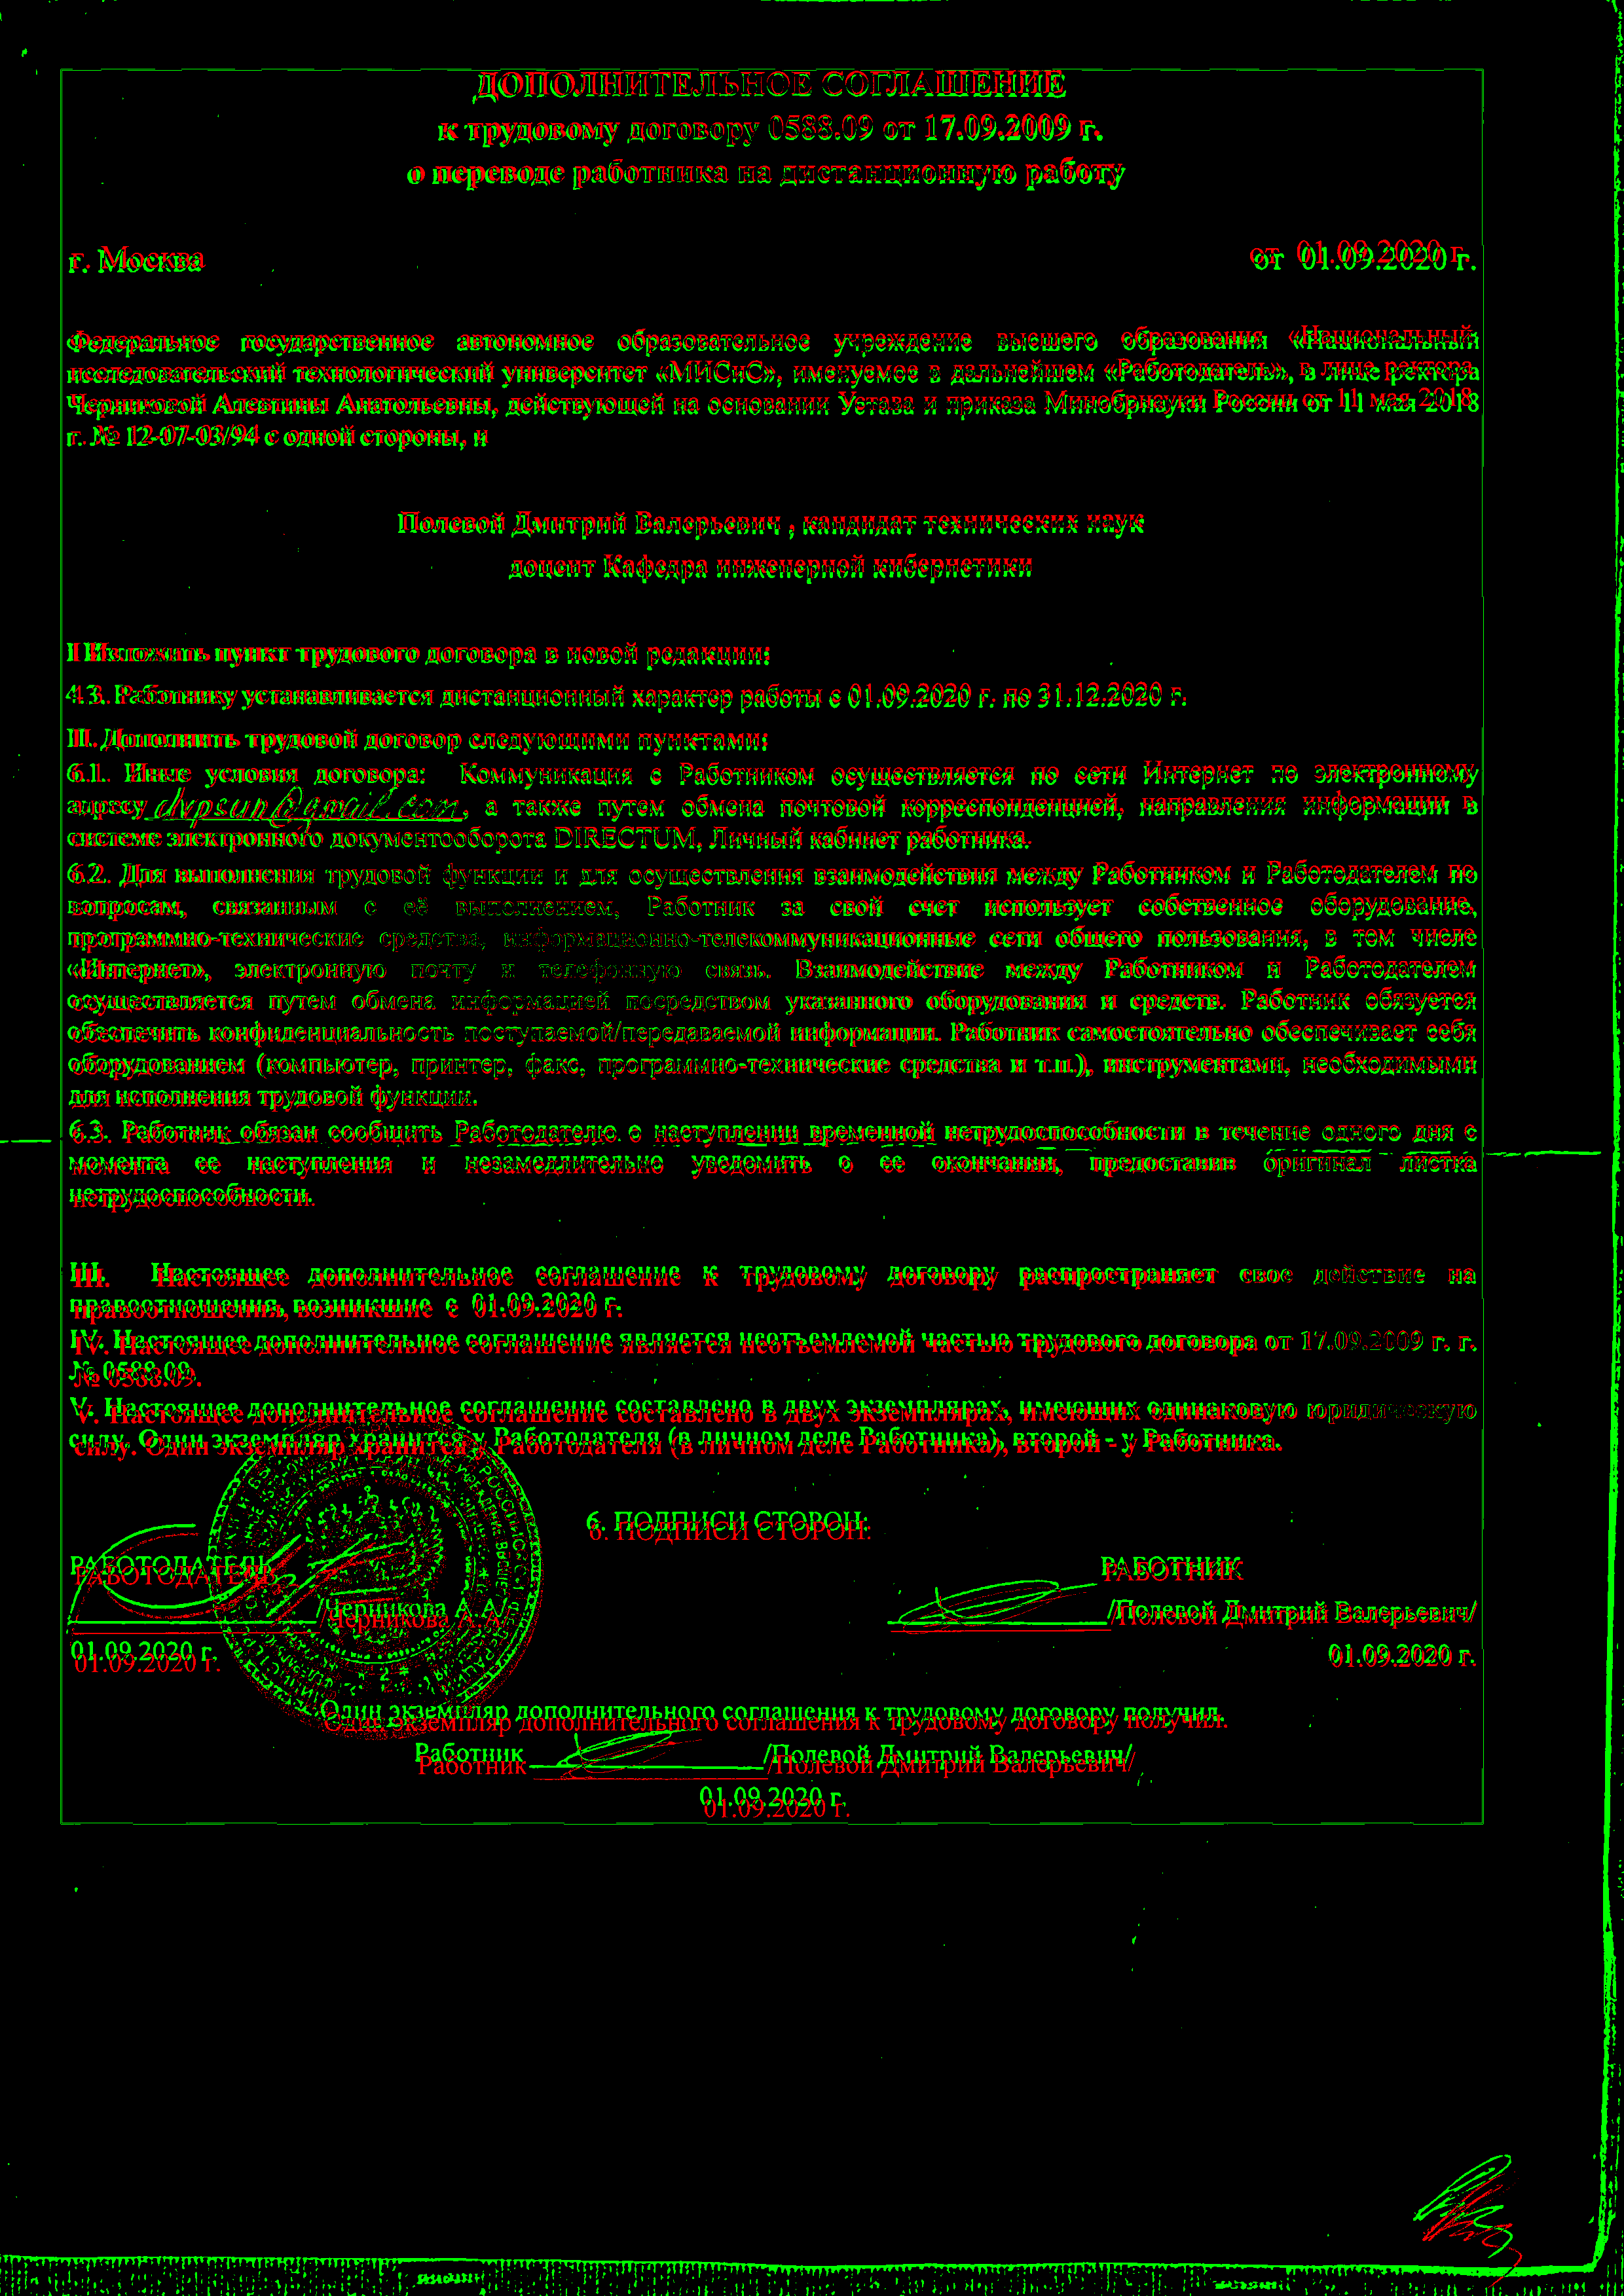 ДОПОЛНИТЕЛЬНОЕ СОГЛАШЕНИЕ
к трудовому договору 0588.09 от 17.09.2009 г.
о переводе работника на дистанционную работу
г. Москва от 01.09.2020 г.
Федеральное государственное автономное образовательное учреждение высшего образования «Национальный
исследовательский технологический университет «МИСиС», именуемое в дальнейшем «Работодатель», в лице ректора
Черниковой Алевтины Анатольевны, действующей на основании Устава и приказа Минобрнауки России от 11 мая 2018
г. № 12-07-03/94 с одной стороны, и
Полевой Дмитрий Валерьевич , кандидат технических наук
доцент Кафедра инженерной кибернетики
I Изложить пункт трудового договора в новой редакции:
4.3. Работнику устанавливается дистанционный характер работы с 01.09.2020 г. по 31.12.2020 г.
II. Дополнить трудовой договор следующими пунктами:
6.1. Иные условия договора: Коммуникация с Работником осуществляется по сети Интернет по электронному
адресу dvpsun@gmail.com, а также путем обмена почтовой корреспонденцией, направления информации в
системе электронного документооборота DIRECTUM, Личный кабинет работника.
6.2. Для выполнения трудовой функции и для осуществления взаимодействия между Работником и Работодателем по
вопросам, связанным с её выполнением, Работник за свой счет использует собственное оборудование,
программно-технические средства, информационно-телекоммуникационные сети общего пользования, в том числе
«Интернет», электронную почту и телефонную связь. Взаимодействие между Работником и Работодателем
осуществляется путем обмена информацией посредством указанного оборудования и средств. Работник обязуется
обеспечить конфиденциальность поступаемой/передаваемой информации. Работник самостоятельно обеспечивает себя
оборудованием (компьютер, принтер, факс, программно-технические средства и т.п.), инструментами, необходимыми
для исполнения трудовой функции.
6.3. Работник обязан сообщить Работодателю о наступлении временной нетрудоспособности в течение одного дня с
момента ее наступления и незамедлительно уведомить о ее окончании, предоставив оригинал листка
нетрудоспособности.
III. Настоящее дополнительное соглашение к трудовому договору распространяет свое действие на
правоотношения, возникшие с 01.09.2020 г.
IV. Настоящее дополнительное соглашение является неотъемлемой частью трудового договора от 17.09.2009 г. г.
№ 0588.09.
V. Настоящее дополнительное соглашение составлено в двух экземплярах, имеющих одинаковую юридическую
силу. Один экземпляр хранится у Работодателя (в личном деле Работника), второй - у Работника.
6. ПОДПИСИ СТОРОН:
РАБОТОДАТЕЛЬ РАБОТНИК
/Черникова А.А/ /Полевой Дмитрий Валерьевич/
01.09.2020 г. 01.09.2020 г.
Один экземпляр дополнительного соглашения к трудовому договору получил.
Работник /Полевой Дмитрий Валерьевич/
01.09.2020 г.